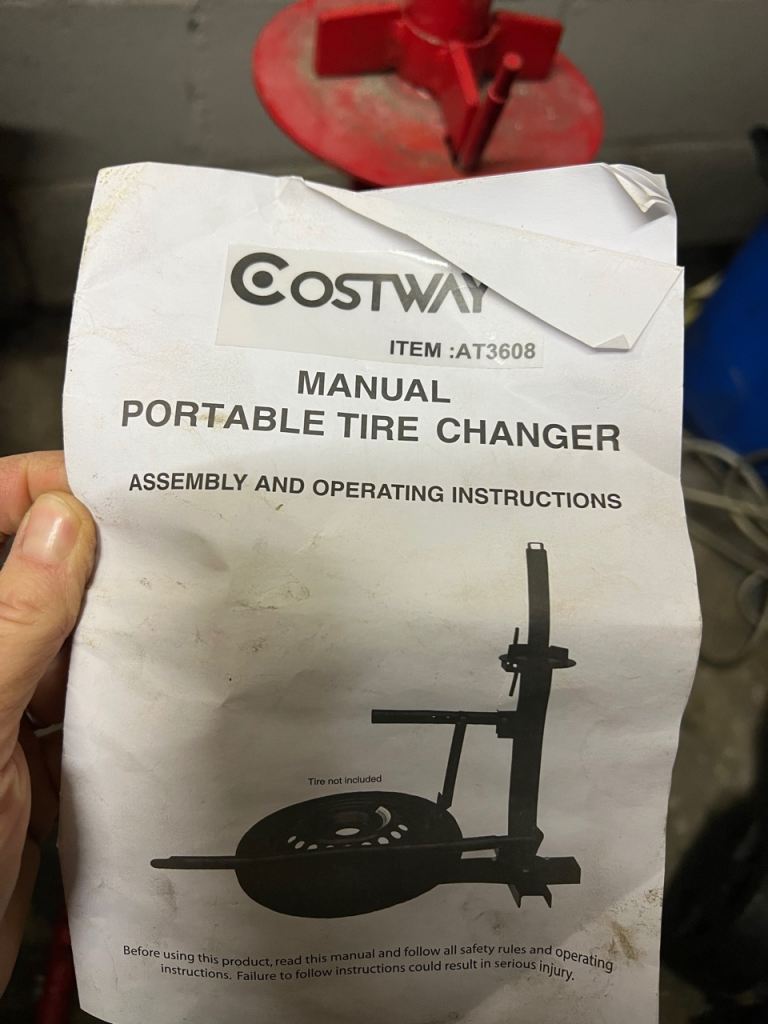 COSTWAY
ITEM :AT3608
MANUAL
PORTABLE TIRE CHANGER
ASSEMBLY AND OPERATING INSTRUCTIONS
Tire not included
Before using this product, read this manual and follow all safety rules and operating
instructions. Failure to follow instructions could result in serious injury.